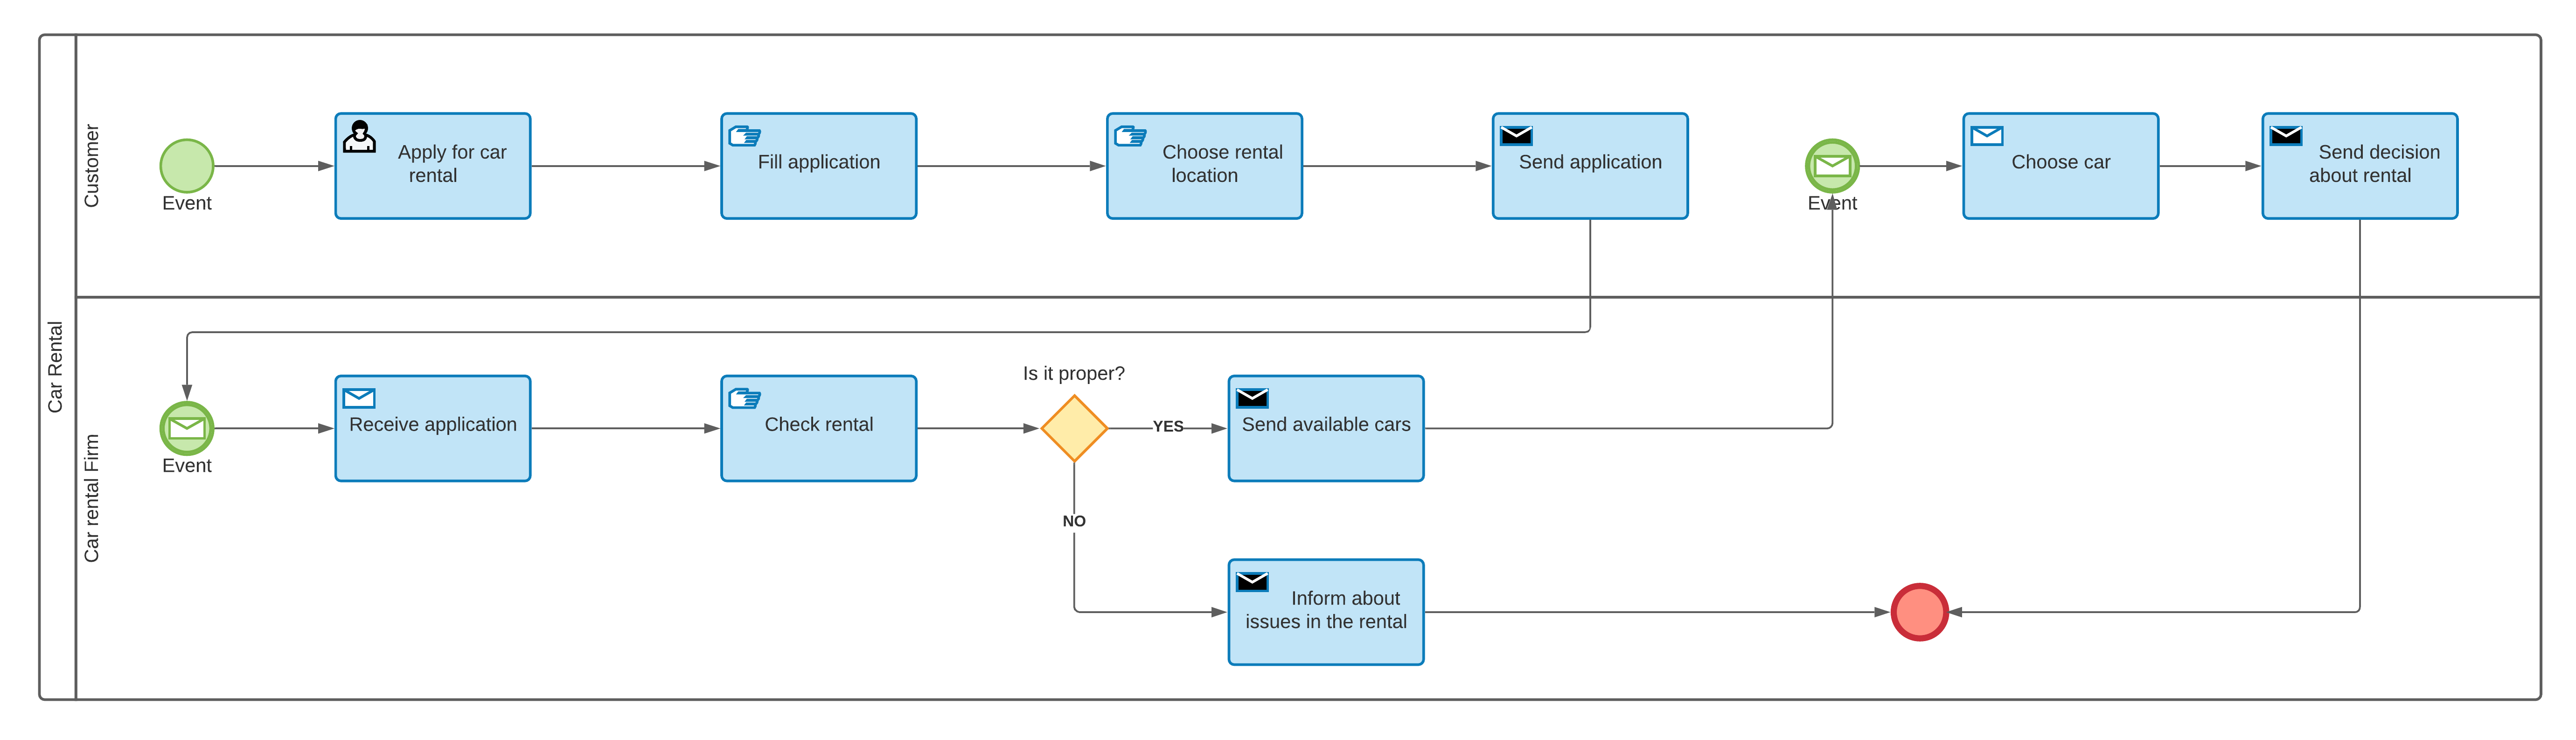 Car Rental
Customer
Event
Apply for car
rental
Fill application
Choose rental
location
Send application
Event
Choose car
Send decision
about rental
Car rental Firm
Event
Receive application
Check rental
Is it proper?
YES
Send available cars
NO
Inform about
issues in the rental